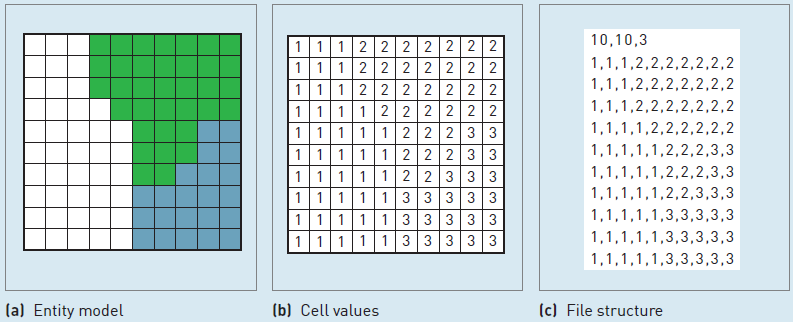 1 1 1 2 2 2 2 2 2 2
1 1 1 2 2 2 2 2 2 2
1 1 1 2 2 2 2 2 2 2
1 1 1 1 2 2 2 2 2 2
1 1 1 1 1 2 2 2 3 3
1 1 1 1 1 2 2 2 3 3
1 1 1 1 1 2 2 3 3 3
1 1 1 1 1 3 3 3 3 3
1 1 1 1 1 3 3 3 3 3
1 1 1 1 1 3 3 3 3 3
10,10,3
1,1,1,2,2,2,2,2,2,2
1,1,1,2,2,2,2,2,2,2
1,1,1,2,2,2,2,2,2,2
1,1,1,1,2,2,2,2,2,2
1,1,1,1,1,2,2,2,3,3
1,1,1,1,1,2,2,2,3,3
1,1,1,1,1,2,2,3,3,3
1,1,1,1,1,3,3,3,3,3
1,1,1,1,1,3,3,3,3,3
1,1,1,1,1,3,3,3,3,3
(a) Entity model
(b) Cell values
(c) File structure